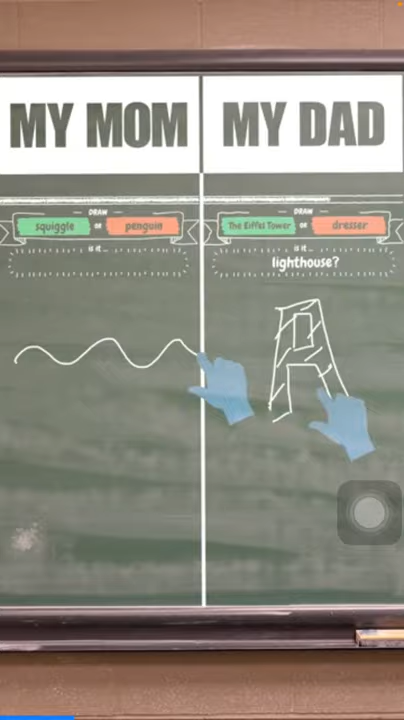 MY MOM
MY DAD
DRAW
squiggle OR penguin
is it...
DRAW
The Eiffel Tower OR dresser
is it...
lighthouse?